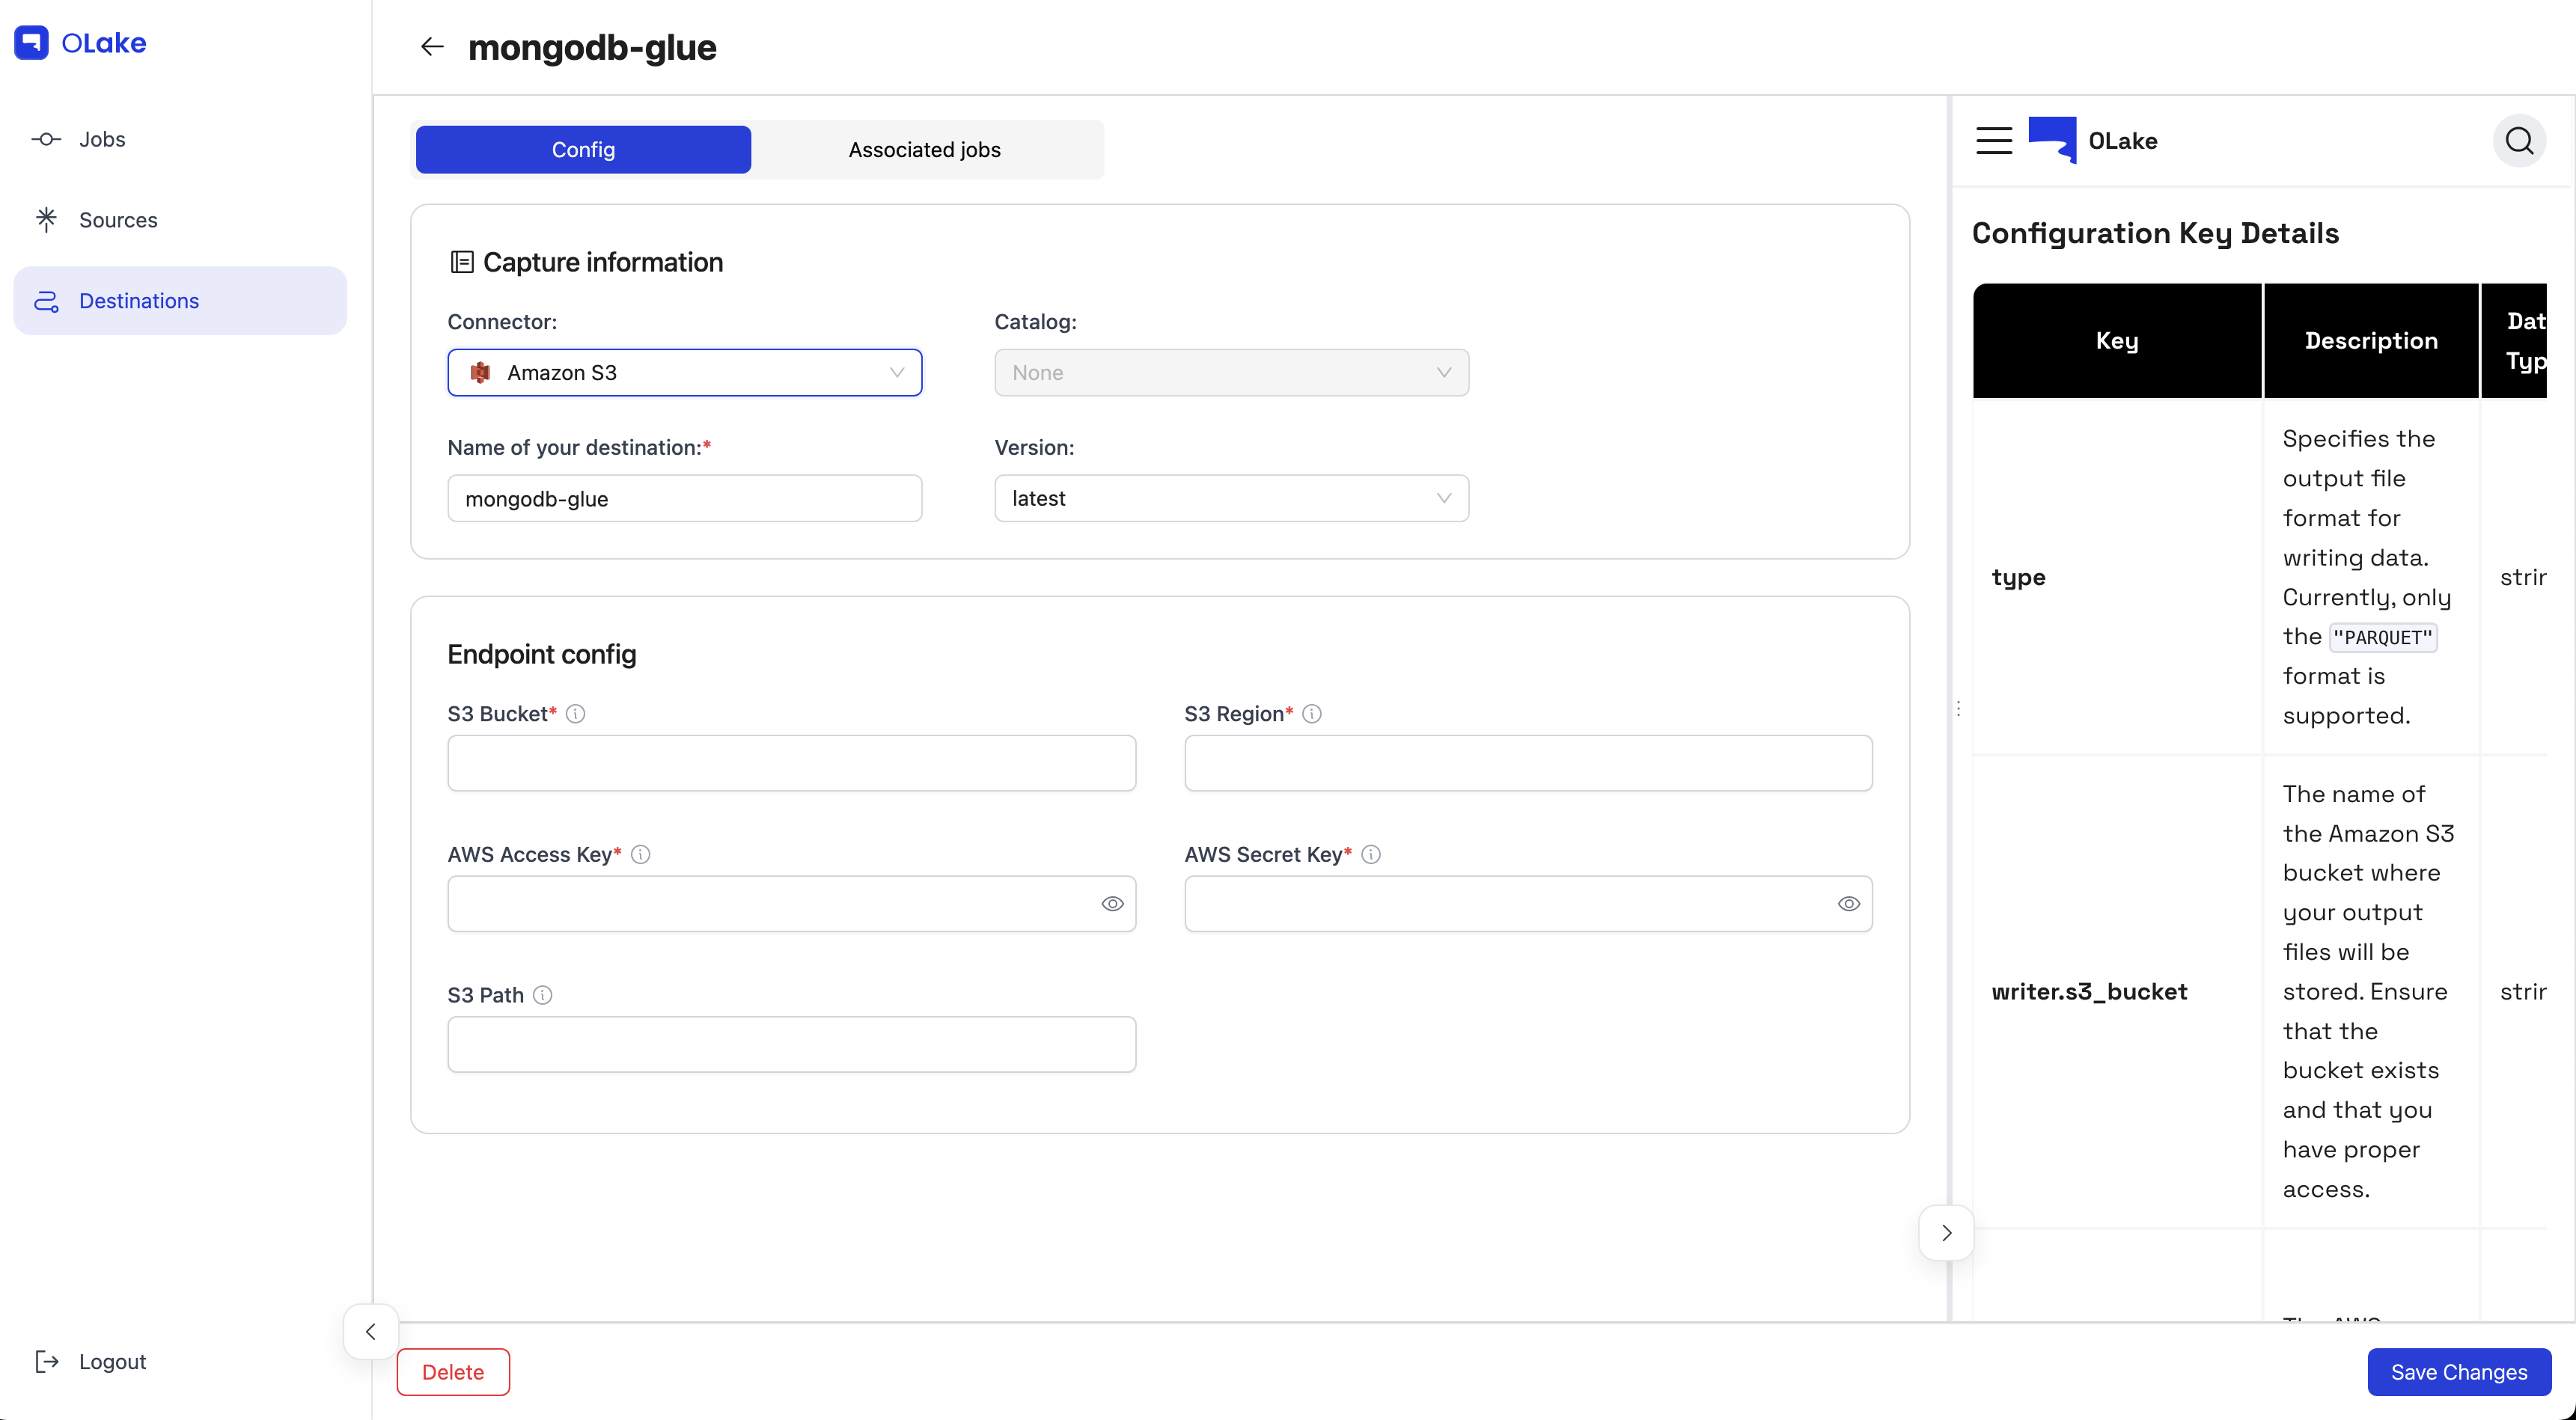 OLake
Jobs
Sources
Destinations
Logout
mongodb-glue
Config
Associated jobs
Capture information
Connector:
Catalog:
Amazon S3
None
Name of your destination:*
Version:
mongodb-glue
latest
Endpoint config
S3 Bucket*
S3 Region*
AWS Access Key*
AWS Secret Key*
S3 Path
Delete
Save Changes
OLake
Configuration Key Details
Key
Description
Dat
Typ
type
Specifies the
output file
format for
writing data.
Currently, only
the "PARQUET"
format is
supported.
strin
writer.s3_bucket
The name of
the Amazon S3
bucket where
your output
files will be
stored. Ensure
that the
bucket exists
and that you
have proper
access.
strin